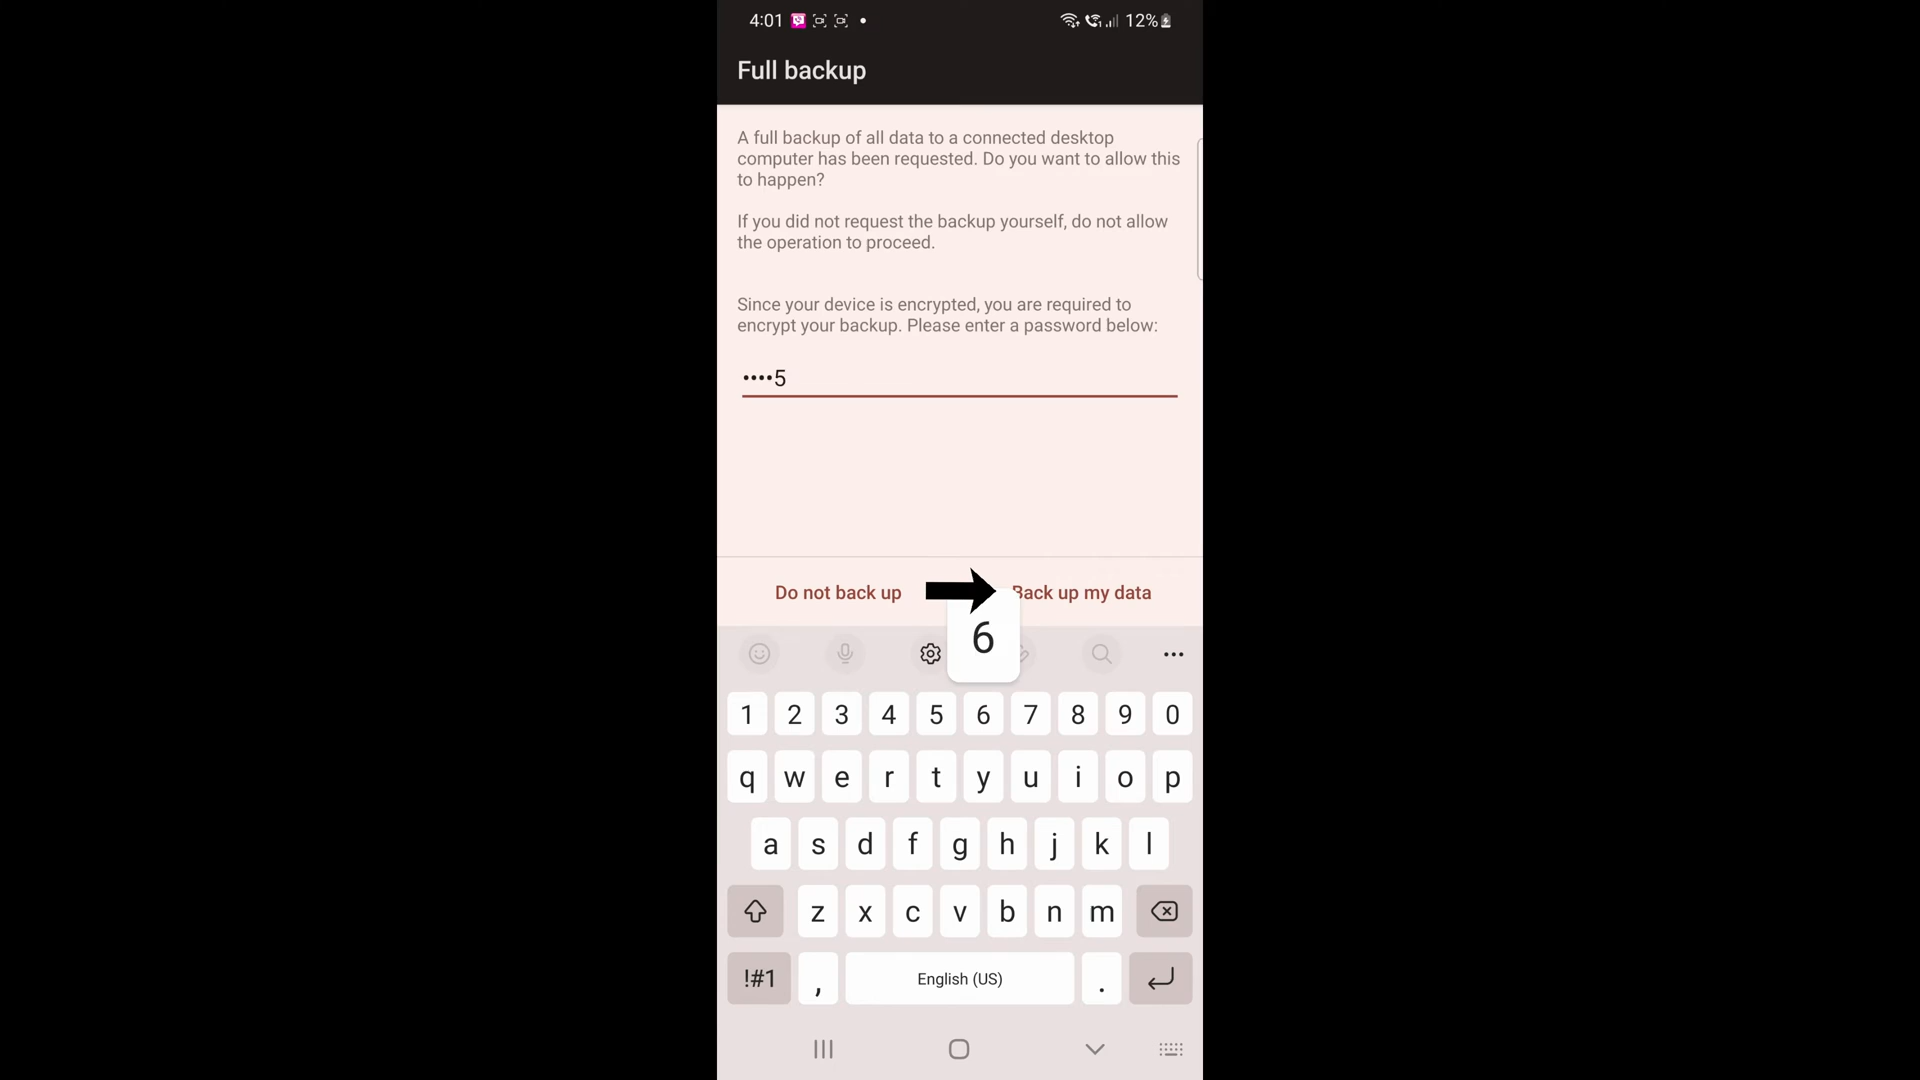 4:01 12%
Full backup
A full backup of all data to a connected desktop
computer has been requested. Do you want to allow this
to happen?
If you did not request the backup yourself, do not allow
the operation to proceed.
Since your device is encrypted, you are required to
encrypt your backup. Please enter a password below:
••••5
Do not back up Back up my data
6
1 2 3 4 5 6 7 8 9 0
q w e r t y u i o p
a s d f g h j k l
z x c v b n m
!#1 , English (US) .